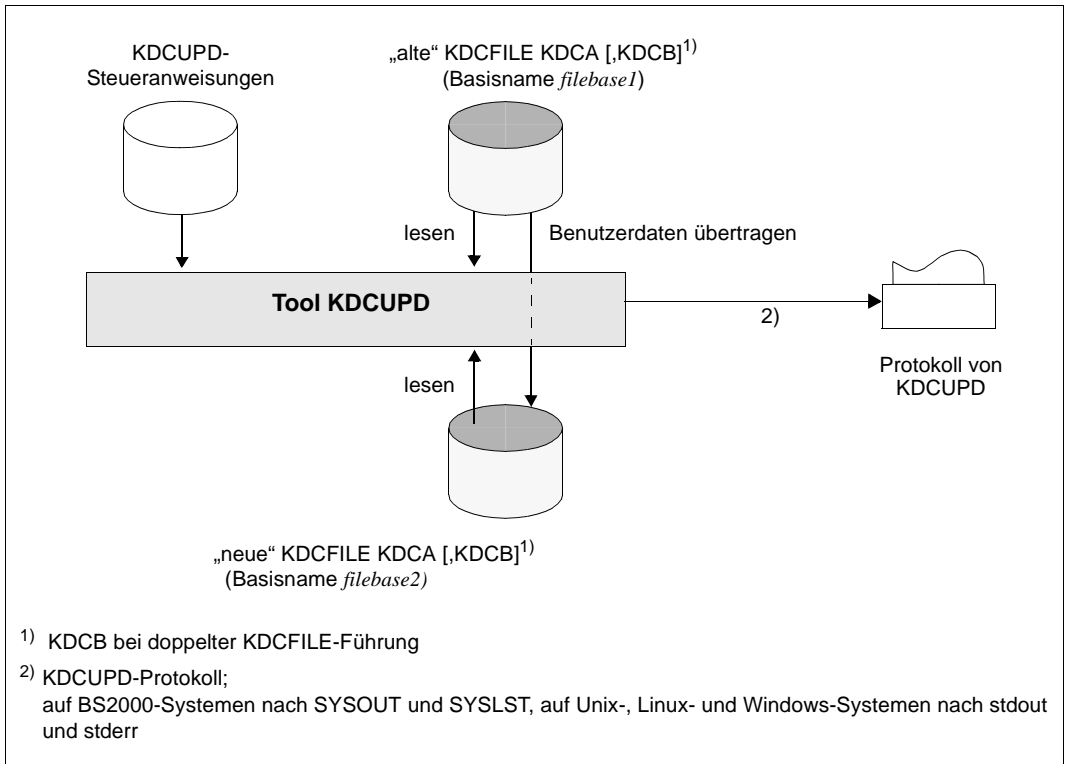 KDCUPD-
Steueranweisungen
„alte“ KDCFILE KDCA [,KDCB]1)
(Basisname filebase1)
lesen
Benutzerdaten übertragen
Tool KDCUPD
2)
Protokoll von
KDCUPD
lesen
„neue“ KDCFILE KDCA [,KDCB]1)
(Basisname filebase2)
1) KDCB bei doppelter KDCFILE-Führung
2) KDCUPD-Protokoll;
auf BS2000-Systemen nach SYSOUT und SYSLST, auf Unix-, Linux- und Windows-Systemen nach stdout
und stderr